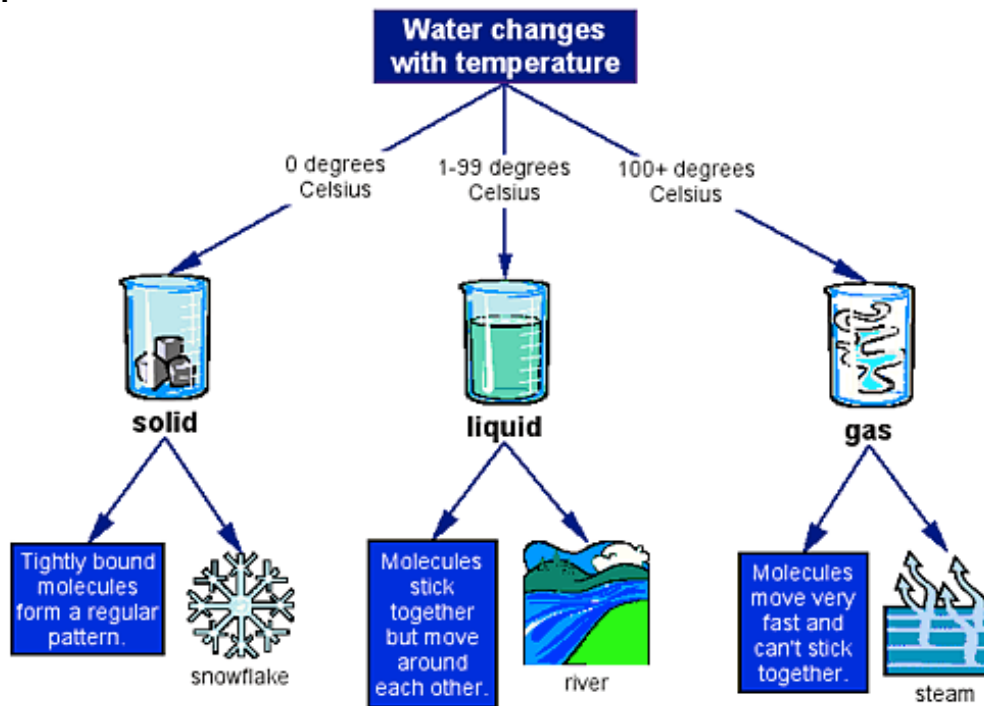 Water changes
with temperature
0 degrees
Celsius
1-99 degrees
Celsius
100+ degrees
Celsius
solid
liquid
gas
Tightly bound
molecules
form a regular
pattern.
snowflake
Molecules
stick
together
but move
around
each other.
river
Molecules
move very
fast and
can't stick
together.
steam